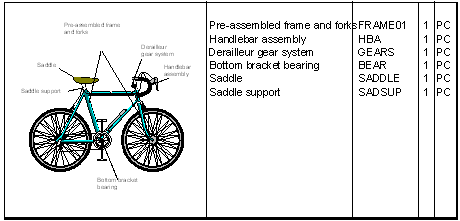 Pre-assembled frame
and forks
Derailleur
gear system
Saddle
Handlebar
assembly
Saddle support
Bottom bracket
bearing
Pre-assembled frame and forks FRAME01 1 PC
Handlebar assembly HBA 1 PC
Derailleur gear system GEARS 1 PC
Bottom bracket bearing BEAR 1 PC
Saddle SADDLE 1 PC
Saddle support SADSUP 1 PC